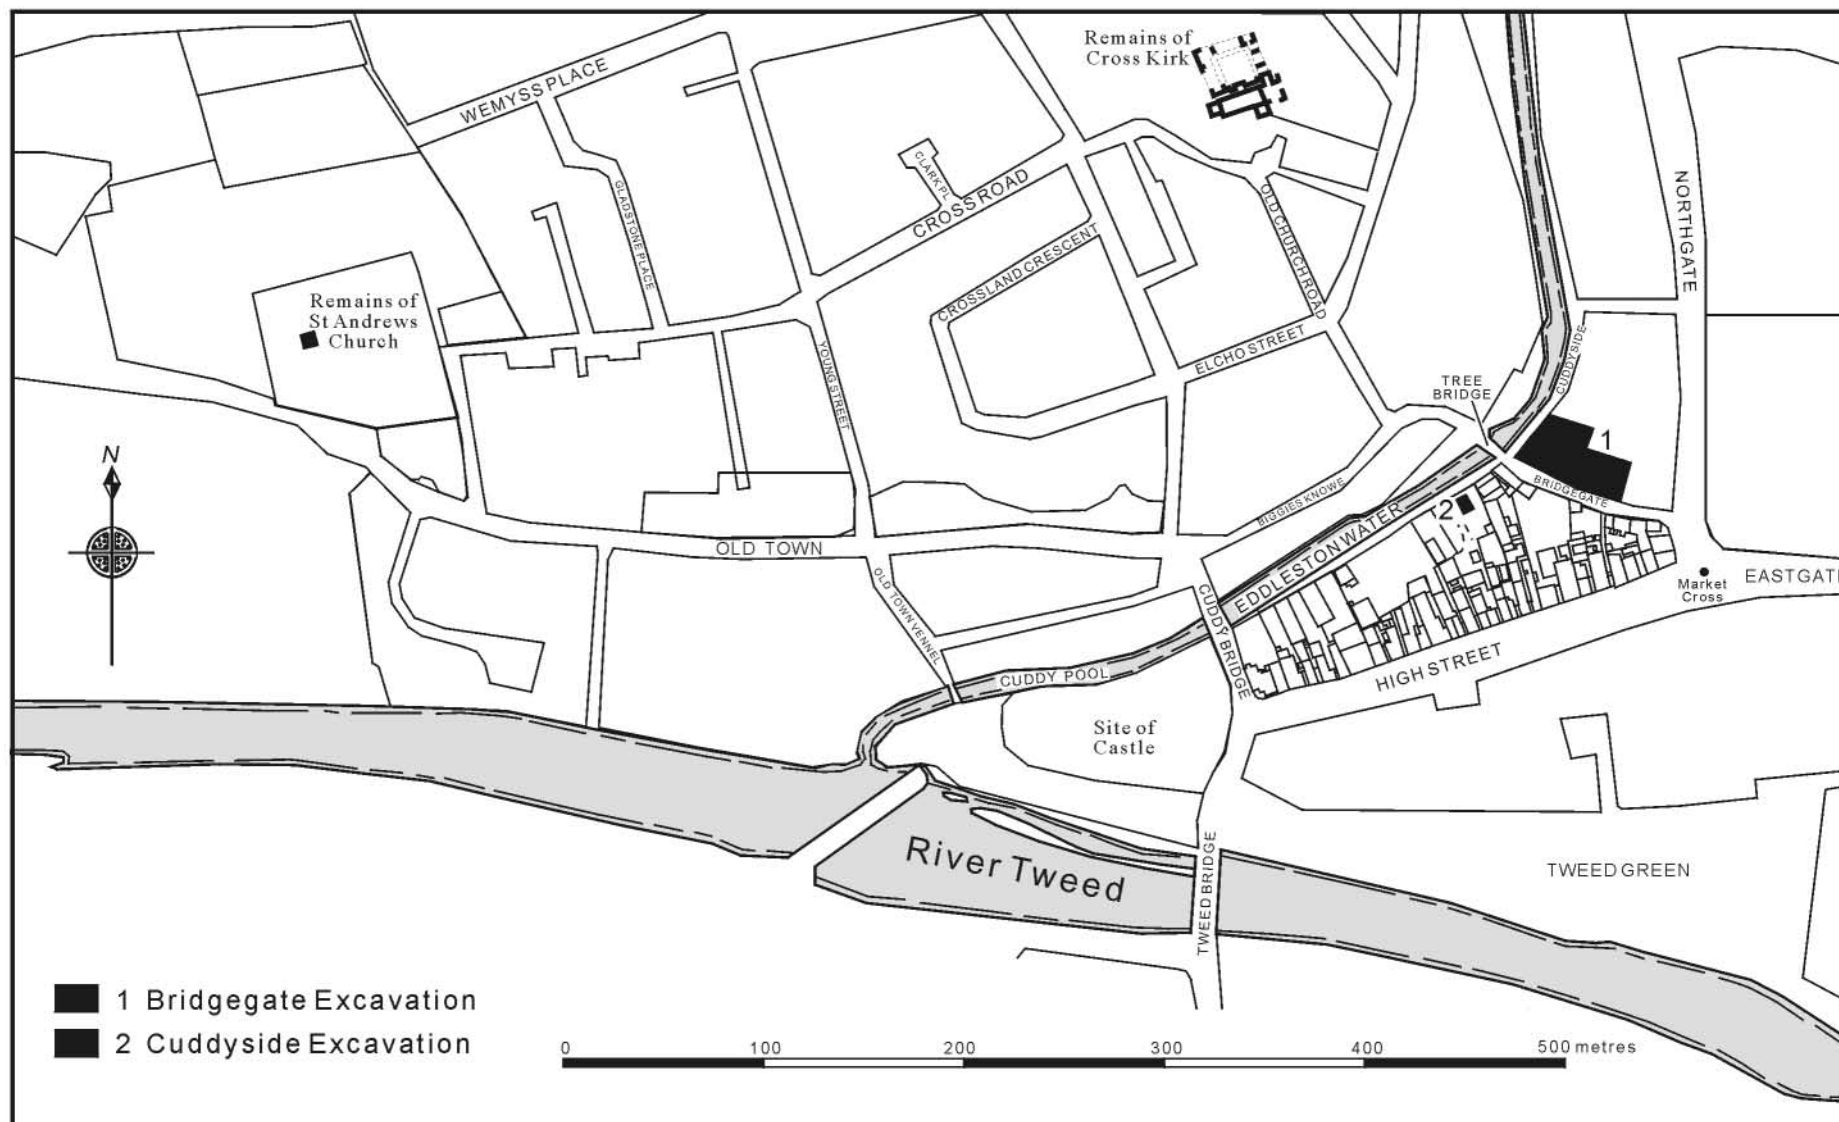 Remains of
Cross Kirk
WEMYSS PLACE
CLARK PL
CROSS ROAD
GLADSTONE PLACE
OLD CHURCH ROAD
NORTHGATE
CROSSLAND CRESCENT
Remains of
St Andrews
Church
YOUNG STREET
ELCHO STREET
CUDDYSIDE
TREE
BRIDGE
1
N
BRIDGEGATE
BIGGIES KNOWE
2
EDDLESTON WATER
OLD TOWN
OLD TOWN VENNEL
CUDDY BRIDGE
Market
Cross
EASTGATE
HIGH STREET
CUDDY POOL
Site of
Castle
River Tweed
TWEEDBRIDGE
TWEED GREEN
1 Bridgegate Excavation
2 Cuddyside Excavation
0 100 200 300 400 500 metres